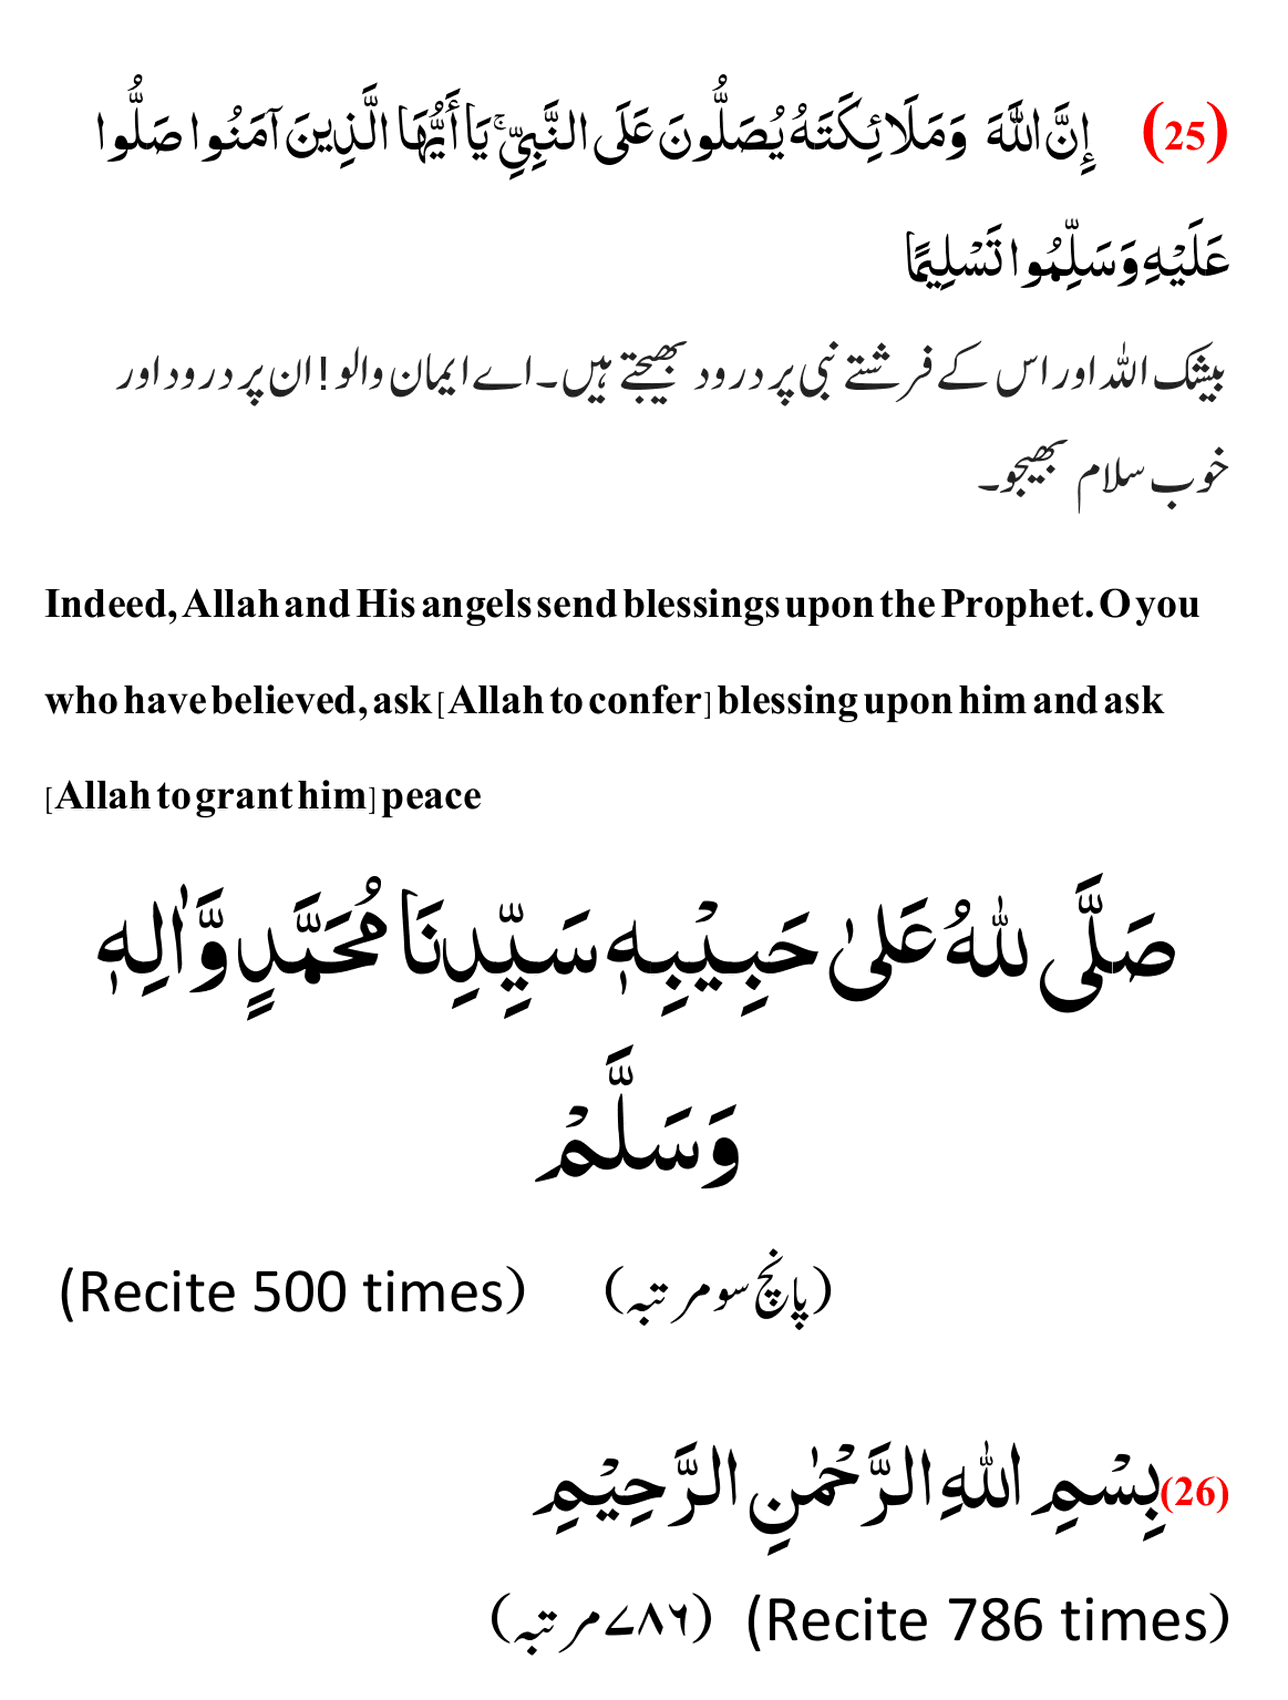 (25) إِنَّ اللَّهَ وَمَلَائِكَتَهُ يُصَلُّونَ عَلَى النَّبِيِّ ۚ يَا أَيُّهَا الَّذِينَ آمَنُوا صَلُّوا
عَلَيْهِ وَسَلِّمُوا تَسْلِيمًا
بیشک اللہ اور اس کے فرشتے نبی پر درود بھیجتے ہیں۔ اے ایمان والو! ان پر درود اور
خوب سلام بھیجو۔
Indeed, Allah and His angels send blessings upon the Prophet. O you
who have believed, ask [Allah to confer] blessing upon him and ask
[Allah to grant him] peace
صَلَّی للہُ عَلیٰ حَبِیْبِہٖ سَیِّدِنَا مُحَمَّدٍ وَّاٰلِہٖ
وَسَلَّمْ
(پانچ سو مرتبہ) (Recite 500 times)
(26) بِسْمِ اللہِ الرَّحْمٰنِ الرَّحِیْمِ
(Recite 786 times) (۷۸۶ مرتبہ)